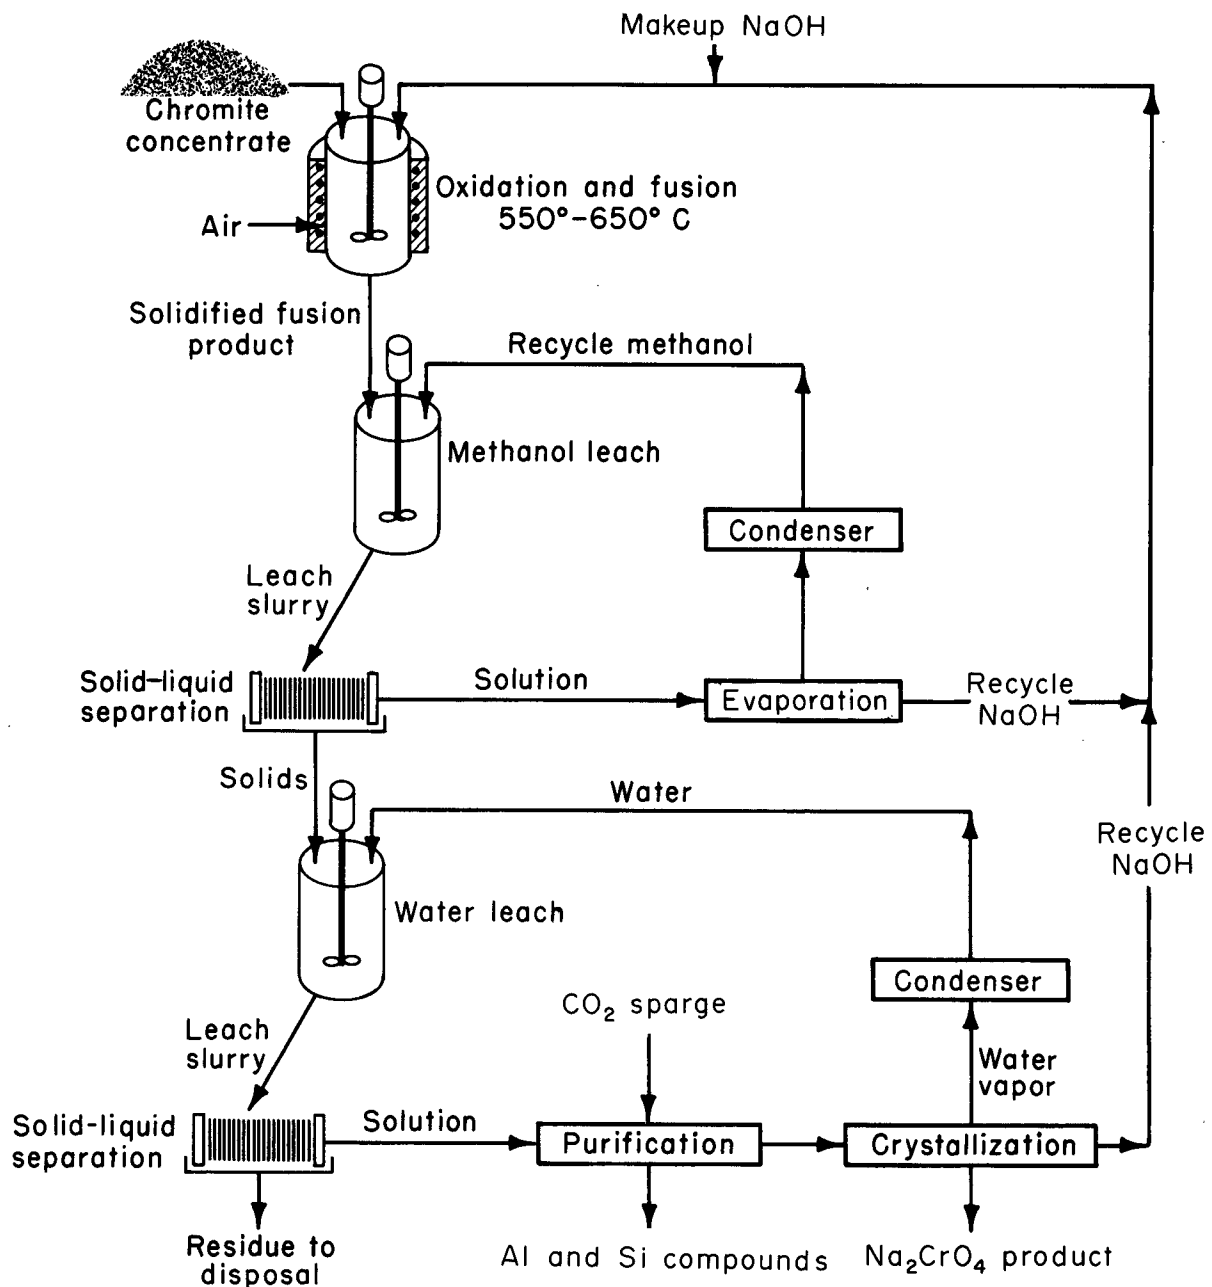 Makeup NaOH
Chromite
concentrate
Oxidation and fusion
550°-650° C
Air
Solidified fusion
product
Recycle methanol
Methanol leach
Condenser
Leach
slurry
Solid-liquid
separation
Solution
Evaporation
Recycle
NaOH
Solids
Water
Recycle
NaOH
Water leach
Condenser
CO₂ sparge
Leach
slurry
Water
vapor
Solid-liquid
separation
Solution
Purification
Crystallization
Residue to
disposal
Al and Si compounds
Na₂CrO₄ product